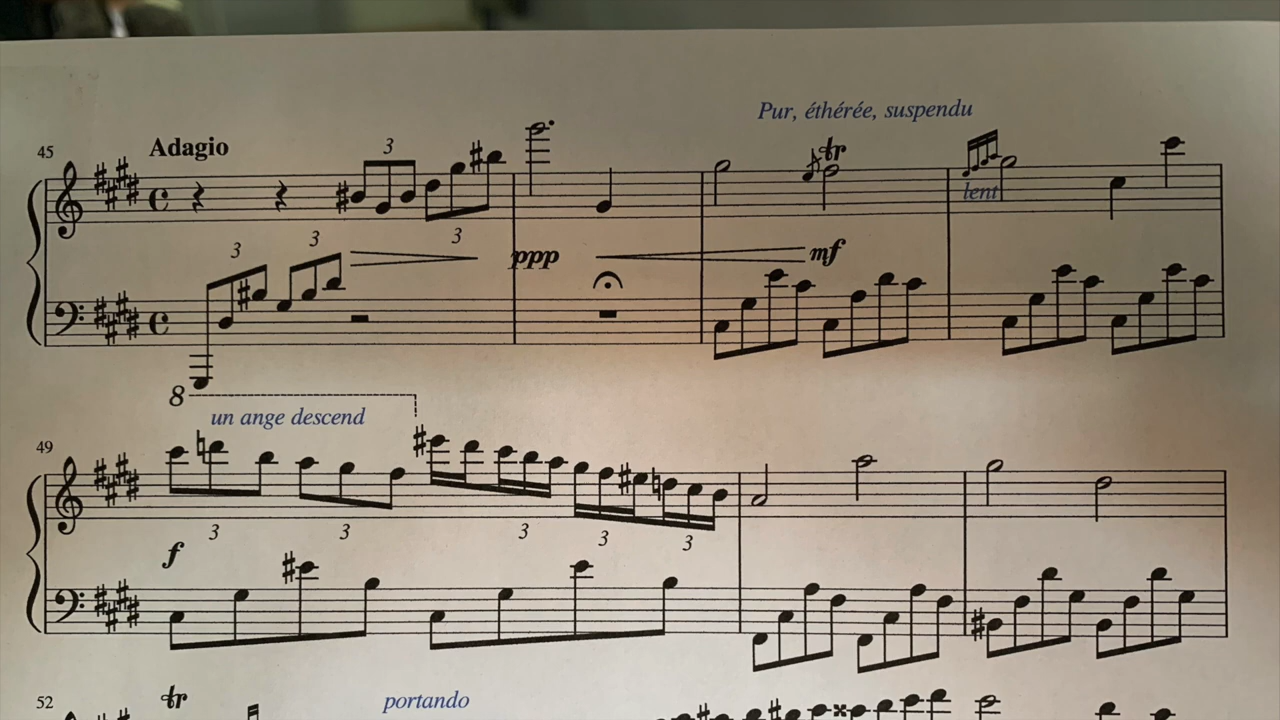 Pur, éthérée, suspendu
45
Adagio
3
tr
lent
3
3
3
ppp
mf
8
un ange descend
49
3
3
3
3
3
f
52
tr
portando